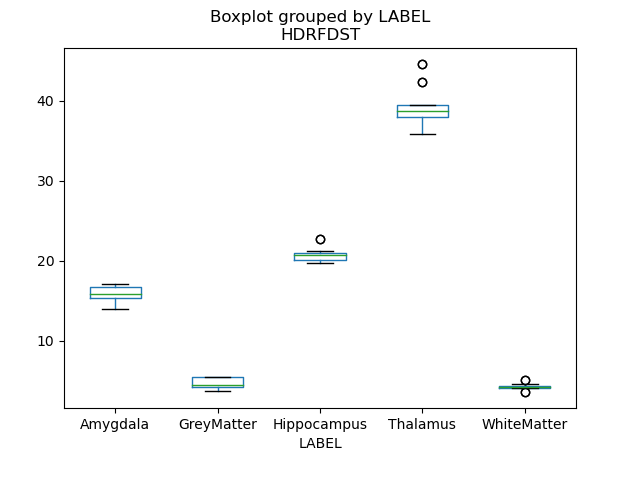 Boxplot grouped by LABEL
HDRFDST
40
30
20
10
Amygdala GreyMatter Hippocampus Thalamus WhiteMatter
LABEL